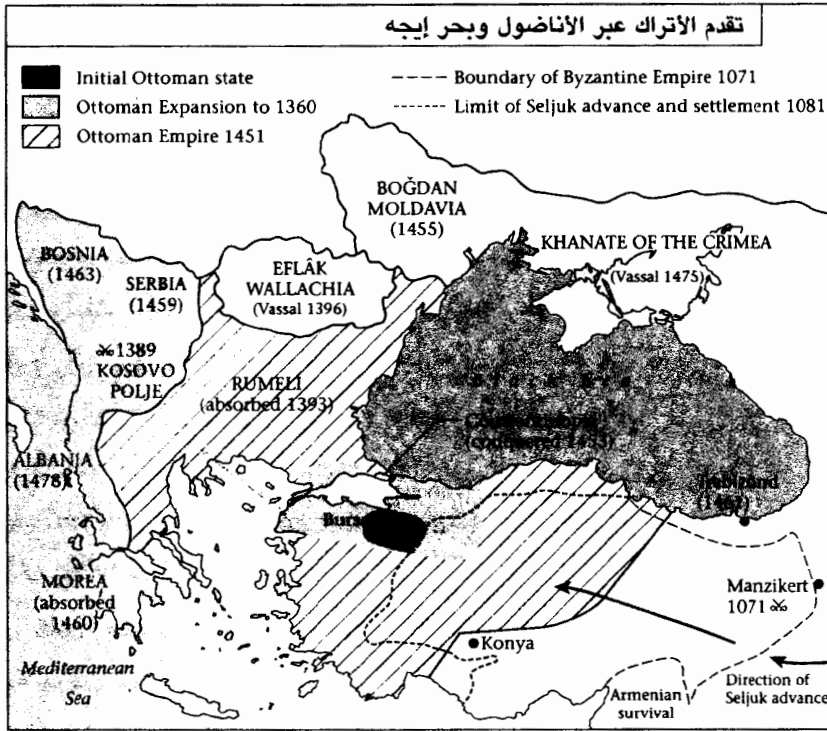 تقدم الأتراك عبر الأناضول وبحر إيجه
Initial Ottoman state
Ottoman Expansion to 1360
Ottoman Empire 1451
Boundary of Byzantine Empire 1071
Limit of Seljuk advance and settlement 1081
BOĞDAN
MOLDAVIA
(1455)
KHANATE OF THE CRIMEA
(Vassal 1475)
BOSNIA
(1463)
SERBIA
(1459)
EFLÂK
WALLACHIA
(Vassal 1396)
1389
KOSOVO
POLJE
RUMELİ
(absorbed 1393)
ALBANIA
(1478)
Trabizond
MOREA
(absorbed
1460)
Manzikert
1071
Konya
Mediterranean
Sea
Armenian
survival
Direction of
Seljuk advance